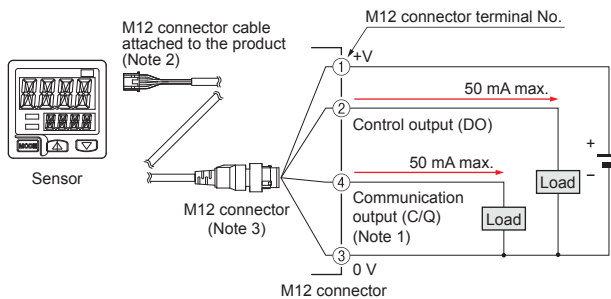 M12 connector terminal No.
M12 connector cable
attached to the product
(Note 2)
1
+V
50 mA max.
2
Control output (DO)
+
MODE
50 mA max.
−
Load
4
Sensor
Communication
output (C/Q)
(Note 1)
Load
M12 connector
(Note 3)
3
0 V
M12 connector